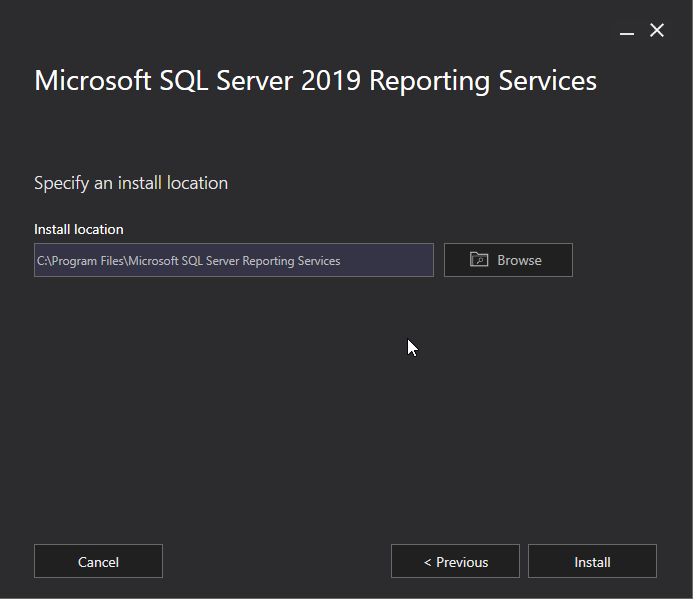 Microsoft SQL Server 2019 Reporting Services
Specify an install location
Install location
C:\Program Files\Microsoft SQL Server Reporting Services
Browse
Cancel
< Previous
Install